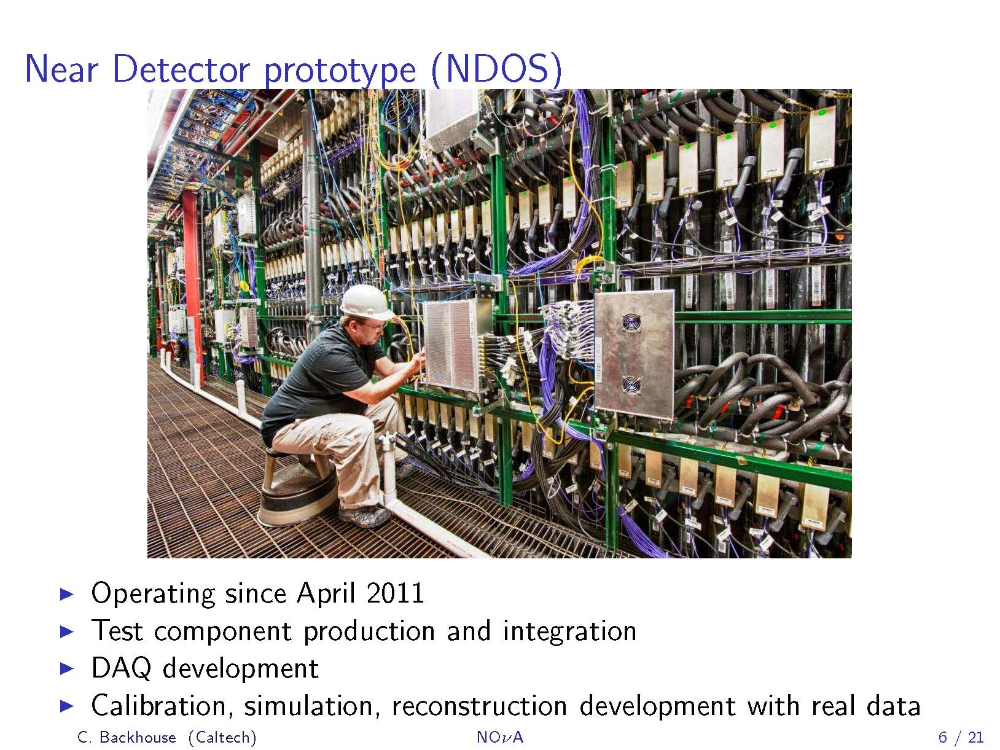 Near Detector prototype (NDOS)
▶ Operating since April 2011
▶ Test component production and integration
▶ DAQ development
▶ Calibration, simulation, reconstruction development with real data
C. Backhouse (Caltech) NOνA 6 / 21